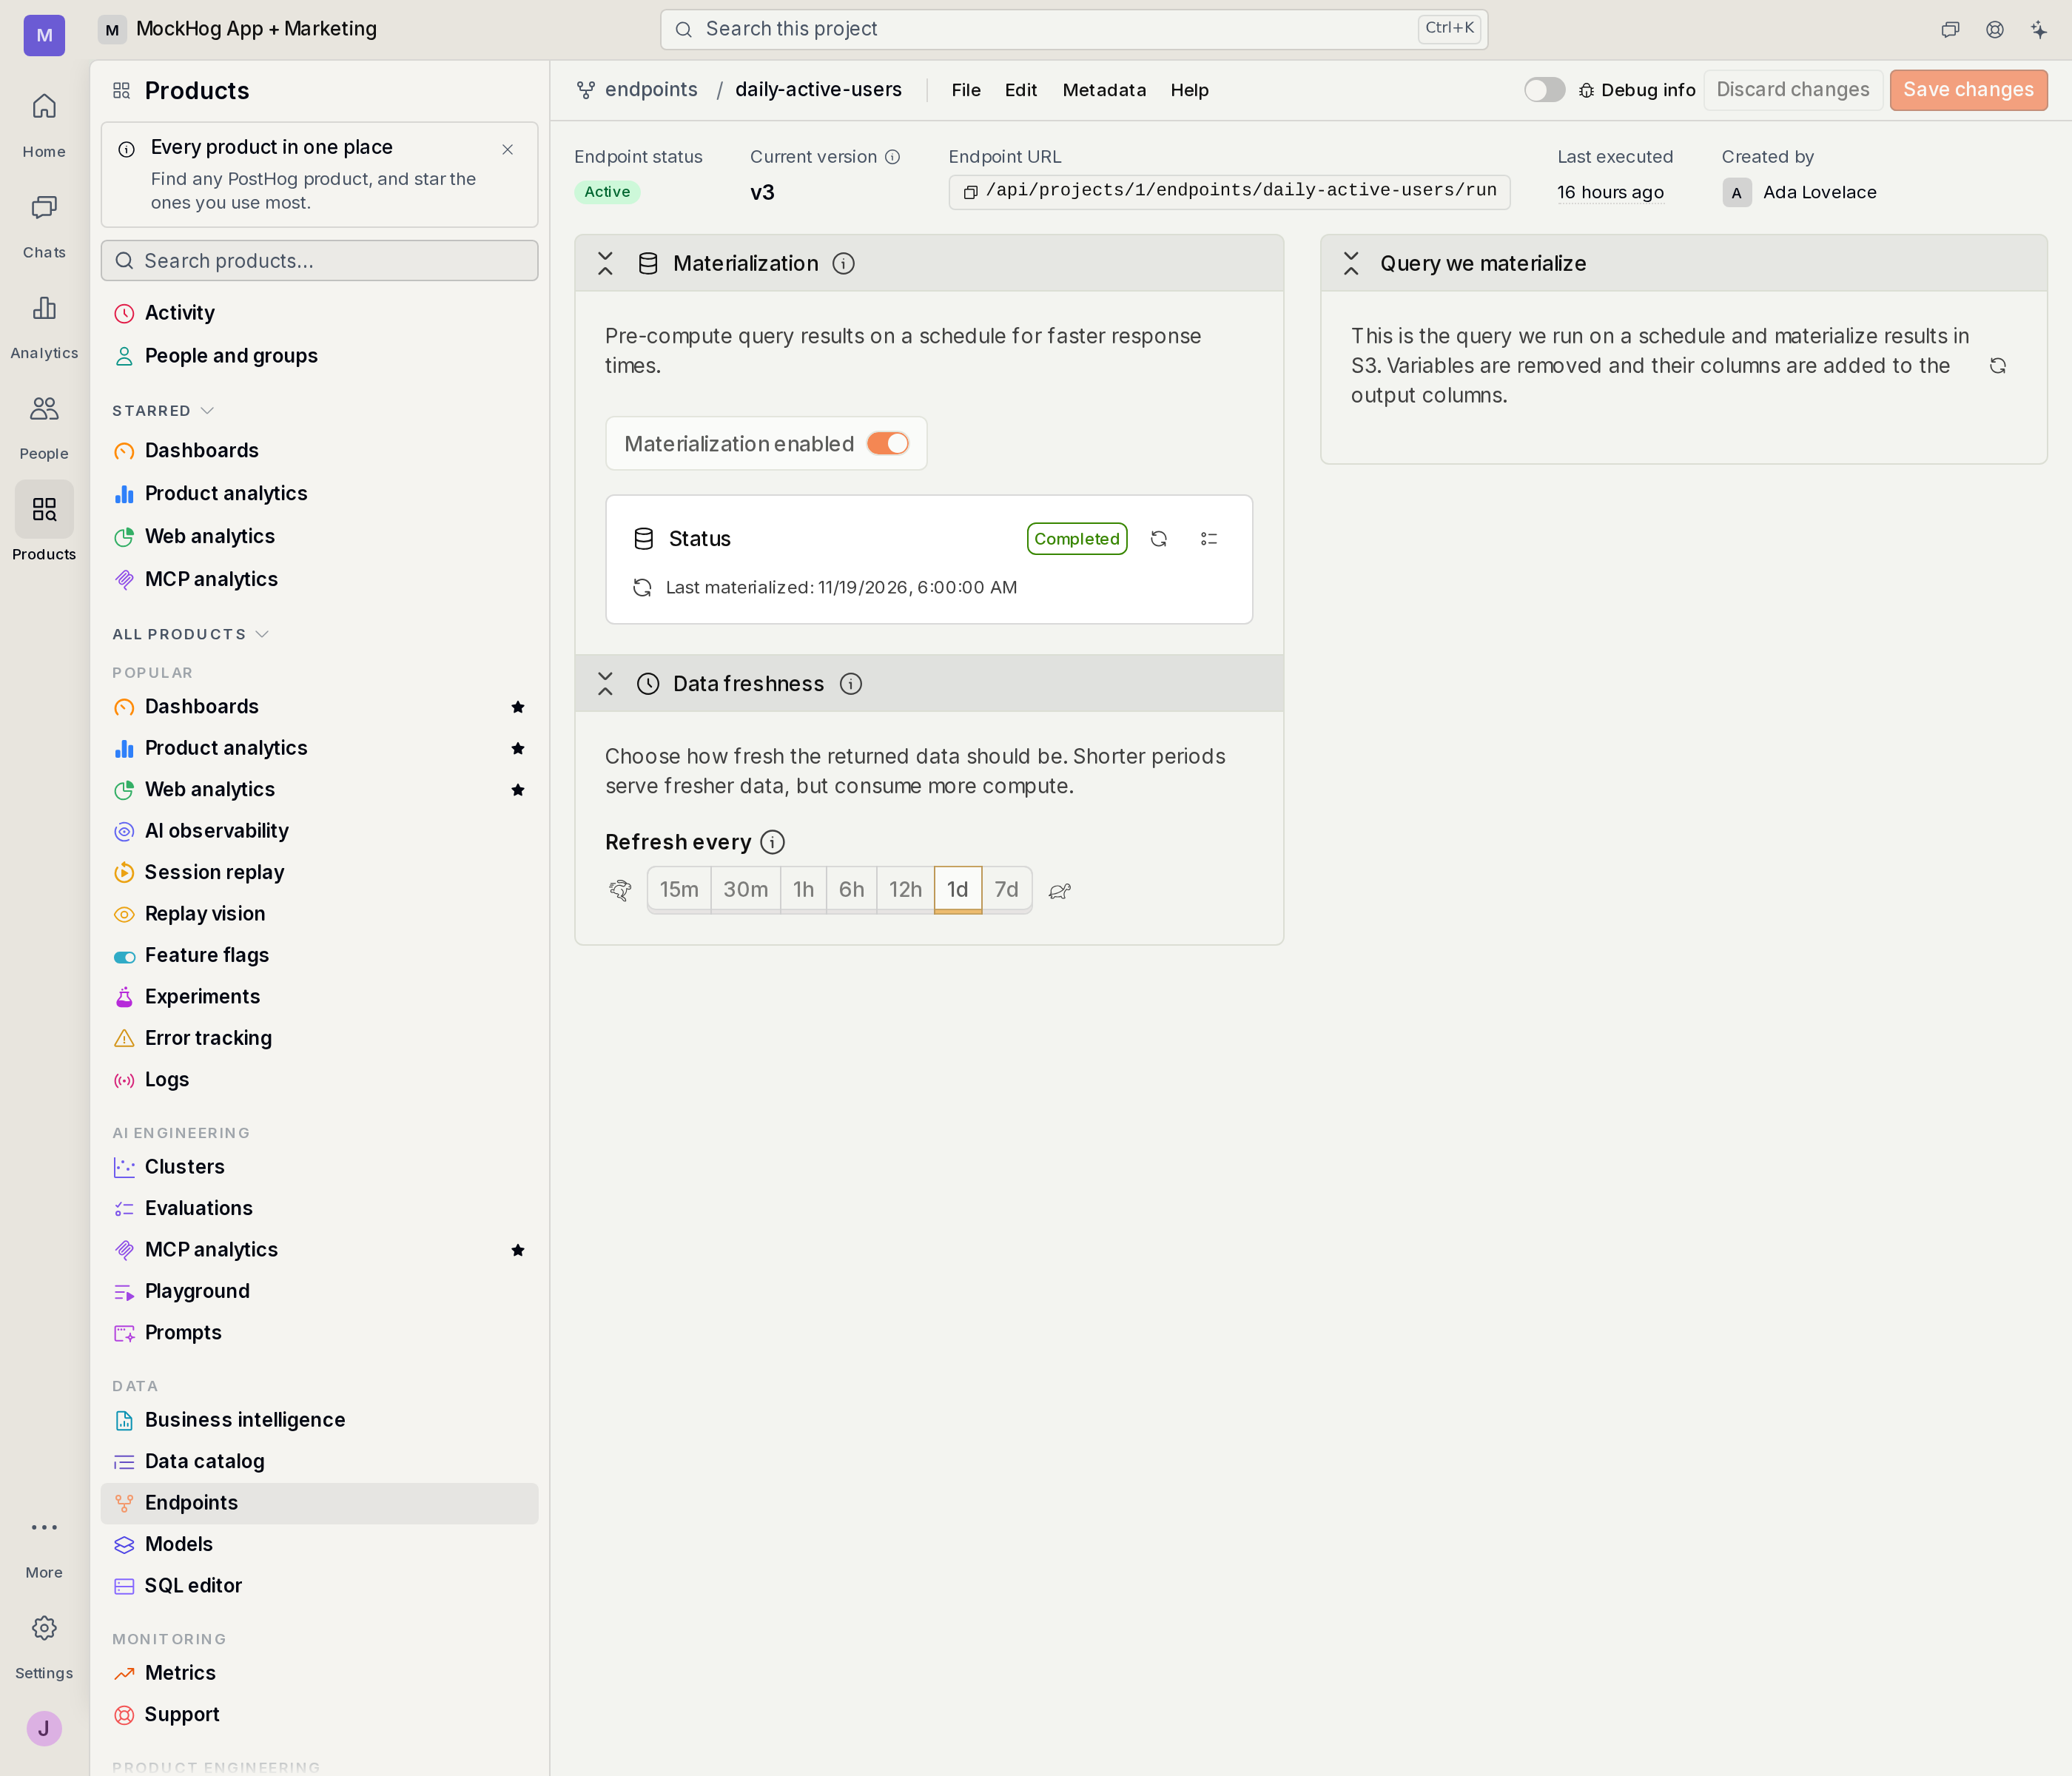 M
M MockHog App + Marketing
Search this project
Ctrl+K
Home
Chats
Analytics
People
Products
More
Settings
J
Products
Every product in one place
Find any PostHog product, and star the
ones you use most.
Search products...
Activity
People and groups
STARRED
Dashboards
Product analytics
Web analytics
MCP analytics
ALL PRODUCTS
POPULAR
Dashboards
Product analytics
Web analytics
AI observability
Session replay
Replay vision
Feature flags
Experiments
Error tracking
Logs
AI ENGINEERING
Clusters
Evaluations
MCP analytics
Playground
Prompts
DATA
Business intelligence
Data catalog
Endpoints
Models
SQL editor
MONITORING
Metrics
Support
PRODUCT ENGINEERING
endpoints / daily-active-users
File Edit Metadata Help
Debug info
Discard changes
Save changes
Endpoint status
Active
Current version
v3
Endpoint URL
/api/projects/1/endpoints/daily-active-users/run
Last executed
16 hours ago
Created by
A Ada Lovelace
Materialization
Pre-compute query results on a schedule for faster response
times.
Materialization enabled
Status
Completed
Last materialized: 11/19/2026, 6:00:00 AM
Data freshness
Choose how fresh the returned data should be. Shorter periods
serve fresher data, but consume more compute.
Refresh every
15m 30m 1h 6h 12h 1d 7d
Query we materialize
This is the query we run on a schedule and materialize results in
S3. Variables are removed and their columns are added to the
output columns.